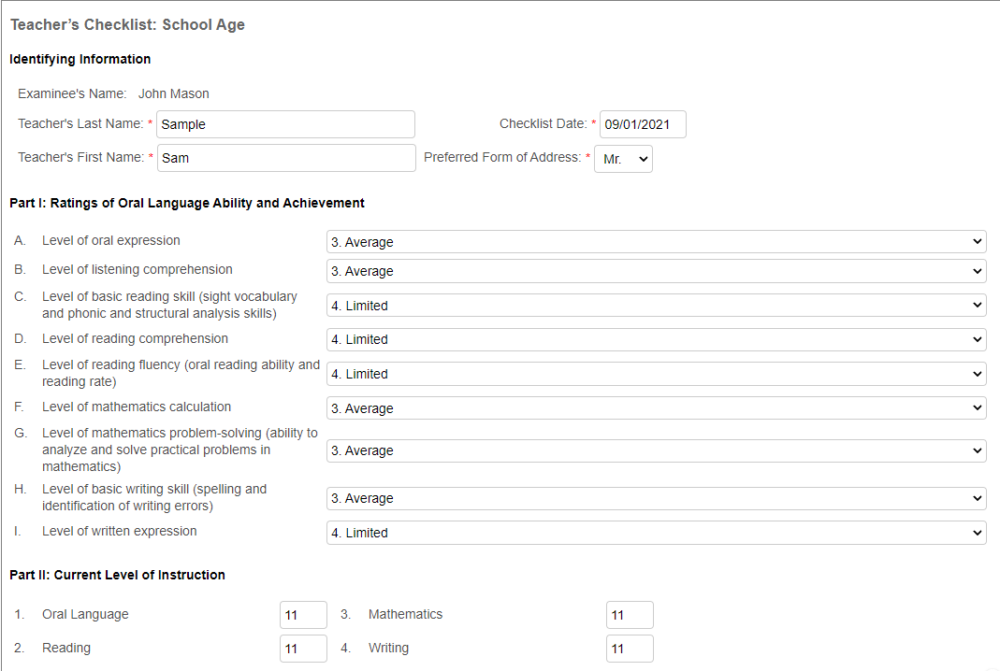 Teacher’s Checklist: School Age
Identifying Information
Examinee's Name: John Mason
Teacher's Last Name: * Sample Checklist Date: * 09/01/2021
Teacher's First Name: * Sam Preferred Form of Address: * Mr.
Part I: Ratings of Oral Language Ability and Achievement
A. Level of oral expression 3. Average
B. Level of listening comprehension 3. Average
C. Level of basic reading skill (sight vocabulary
and phonic and structural analysis skills) 4. Limited
D. Level of reading comprehension 4. Limited
E. Level of reading fluency (oral reading ability and
reading rate) 4. Limited
F. Level of mathematics calculation 3. Average
G. Level of mathematics problem-solving (ability to
analyze and solve practical problems in 3. Average
mathematics)
H. Level of basic writing skill (spelling and
identification of writing errors) 3. Average
I. Level of written expression 4. Limited
Part II: Current Level of Instruction
1. Oral Language 11 3. Mathematics 11
2. Reading 11 4. Writing 11